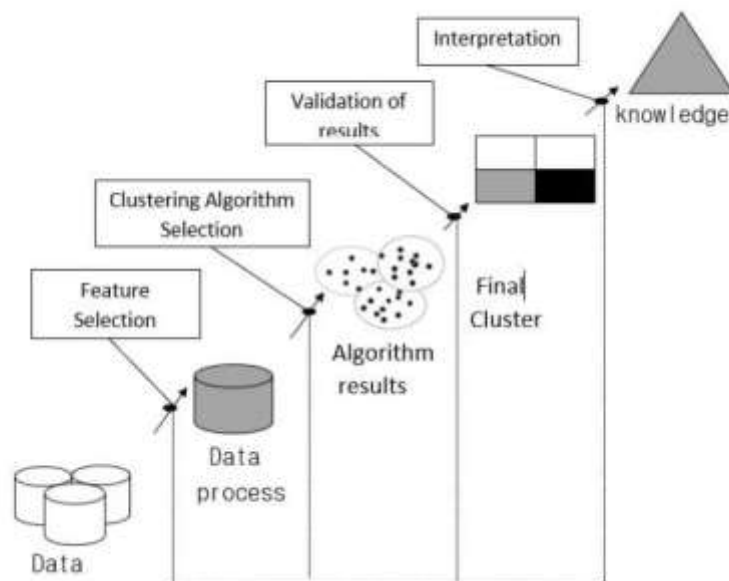 Interpretation
knowledge
Validation of
results
Clustering Algorithm
Selection
Final
Cluster
Feature
Selection
Algorithm
results
Data
process
Data